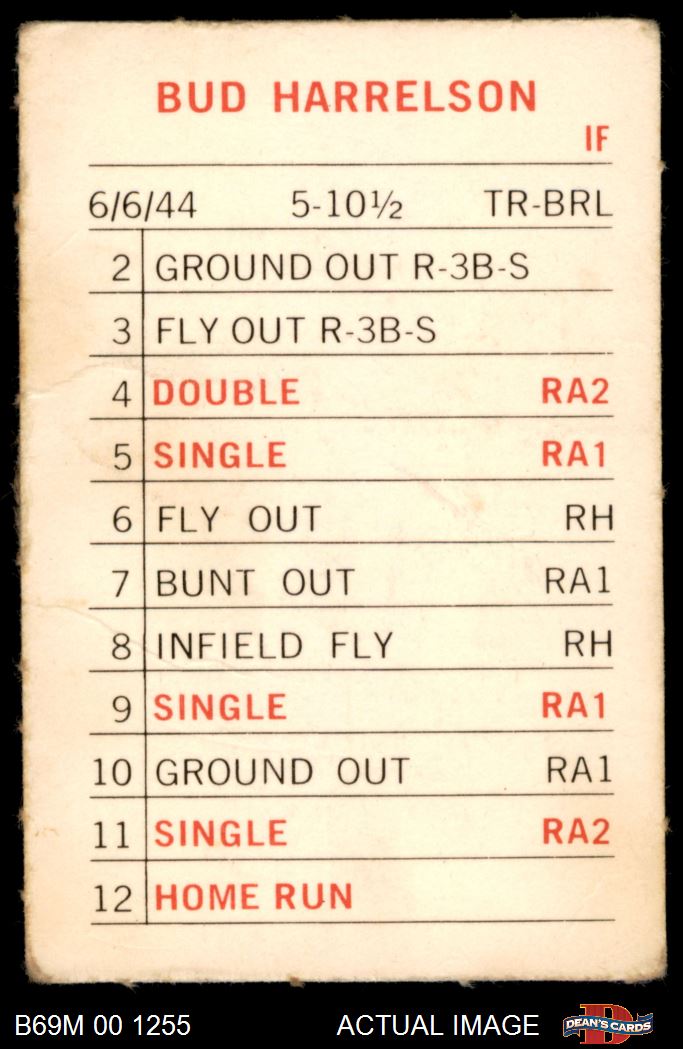 BUD HARRELSON
IF
6/6/44 5-10½ TR-BRL
2 GROUND OUT R-3B-S
3 FLY OUT R-3B-S
4 DOUBLE RA2
5 SINGLE RA1
6 FLY OUT RH
7 BUNT OUT RA1
8 INFIELD FLY RH
9 SINGLE RA1
10 GROUND OUT RA1
11 SINGLE RA2
12 HOME RUN
B69M 00 1255 ACTUAL IMAGE D DEAN'S CARDS